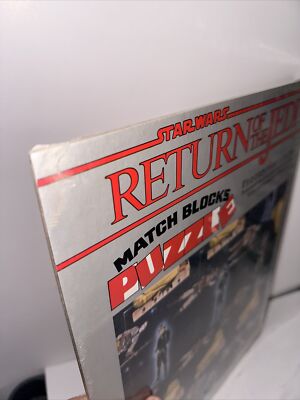 STAR WARS
RETURN OF THE JEDI
MATCH BLOCKS
PUZZLE